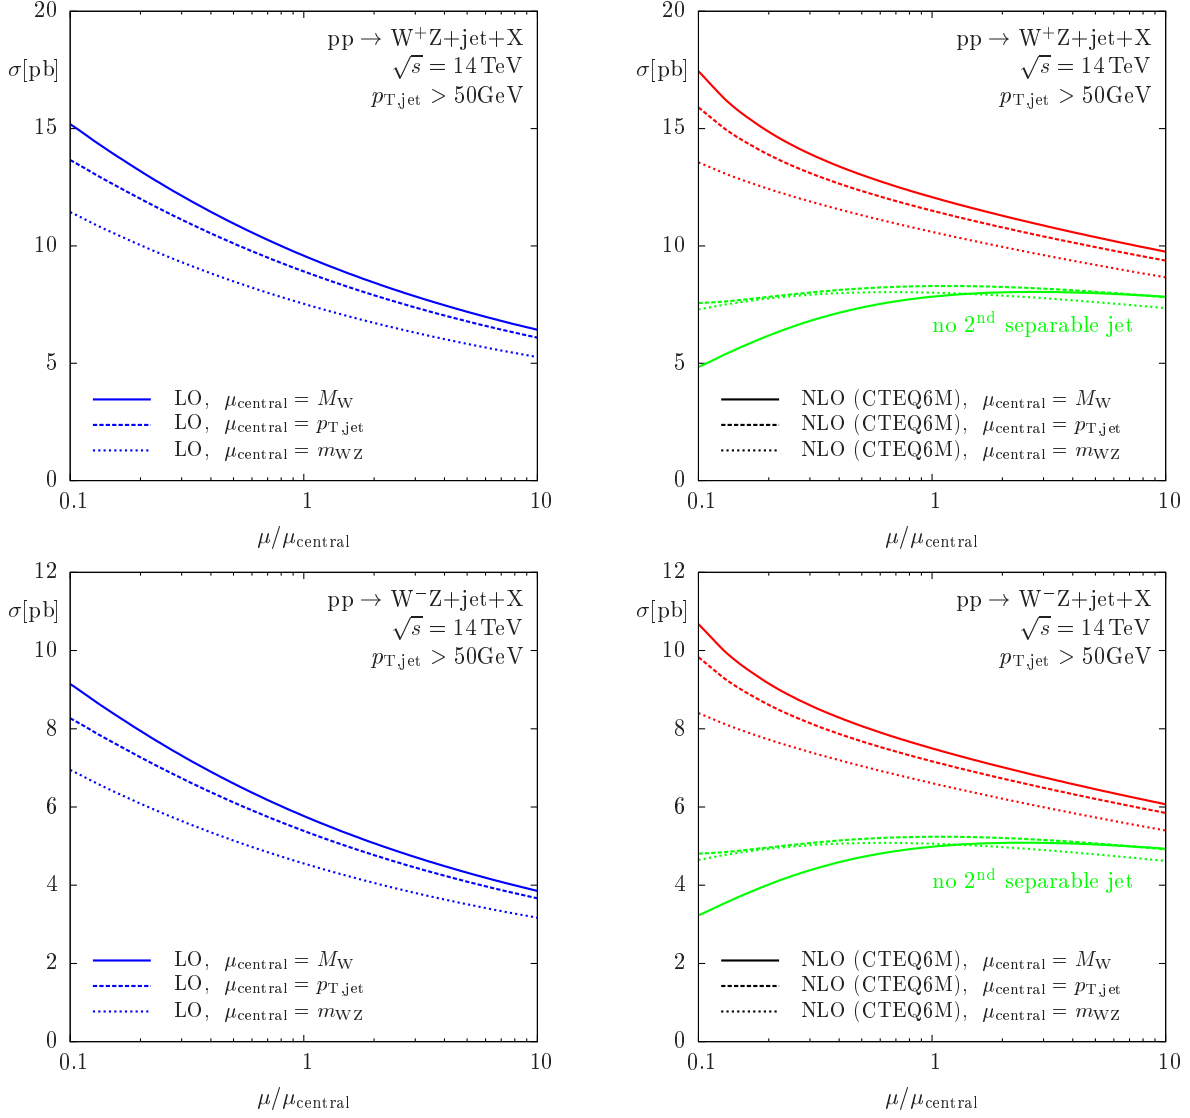 20
15
10
5
0
σ[pb]
pp → W⁺Z+jet+X
√s = 14 TeV
p_T,jet > 50GeV
LO, μ_central = M_W
LO, μ_central = p_T,jet
LO, μ_central = m_WZ
0.1 1 10
μ/μ_central
20
15
10
5
0
σ[pb]
pp → W⁺Z+jet+X
√s = 14 TeV
p_T,jet > 50GeV
no 2ⁿᵈ separable jet
NLO (CTEQ6M), μ_central = M_W
NLO (CTEQ6M), μ_central = p_T,jet
NLO (CTEQ6M), μ_central = m_WZ
0.1 1 10
μ/μ_central
12
10
8
6
4
2
0
σ[pb]
pp → W⁻Z+jet+X
√s = 14 TeV
p_T,jet > 50GeV
LO, μ_central = M_W
LO, μ_central = p_T,jet
LO, μ_central = m_WZ
0.1 1 10
μ/μ_central
12
10
8
6
4
2
0
σ[pb]
pp → W⁻Z+jet+X
√s = 14 TeV
p_T,jet > 50GeV
no 2ⁿᵈ separable jet
NLO (CTEQ6M), μ_central = M_W
NLO (CTEQ6M), μ_central = p_T,jet
NLO (CTEQ6M), μ_central = m_WZ
0.1 1 10
μ/μ_central